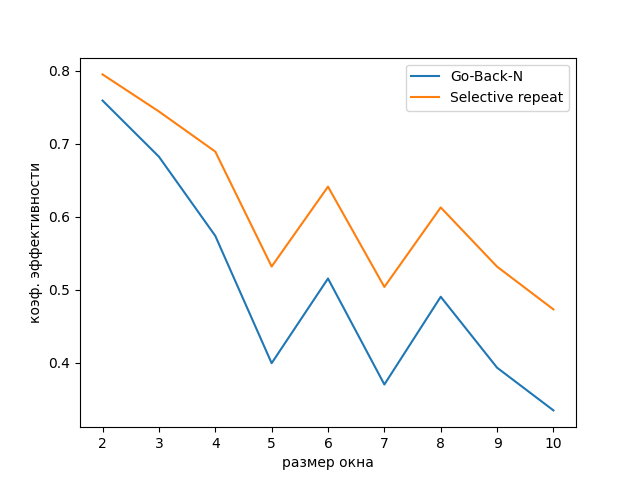 Go-Back-N
Selective repeat
коэф. эффективности
0.8
0.7
0.6
0.5
0.4
2 3 4 5 6 7 8 9 10
размер окна